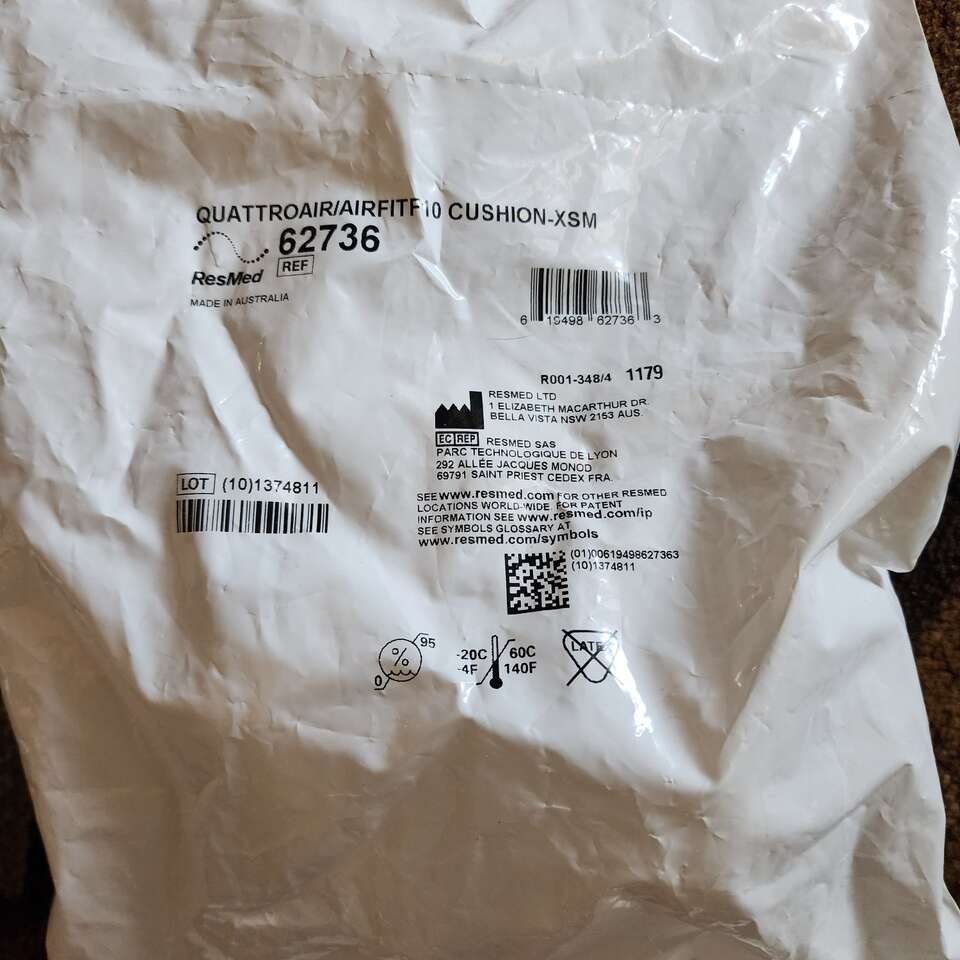 QUATTROAIR/AIRFITF10 CUSHION-XSM
62736
REF
ResMed
MADE IN AUSTRALIA
6 19498 62736 3
R001-348/4 1179
RESMED LTD
1 ELIZABETH MACARTHUR DR.
BELLA VISTA NSW 2153 AUS.
EC REP RESMED SAS
PARC TECHNOLOGIQUE DE LYON
292 ALLÉE JACQUES MONOD
69791 SAINT PRIEST CEDEX FRA.
LOT (10)1374811
SEE www.resmed.com FOR OTHER RESMED
LOCATIONS WORLD-WIDE FOR PATENT
INFORMATION SEE www.resmed.com/ip
SEE SYMBOLS GLOSSARY AT
www.resmed.com/symbols
(01)00619498627363
(10)1374811
% 95
0
-20C 60C
-4F 140F
LATEX